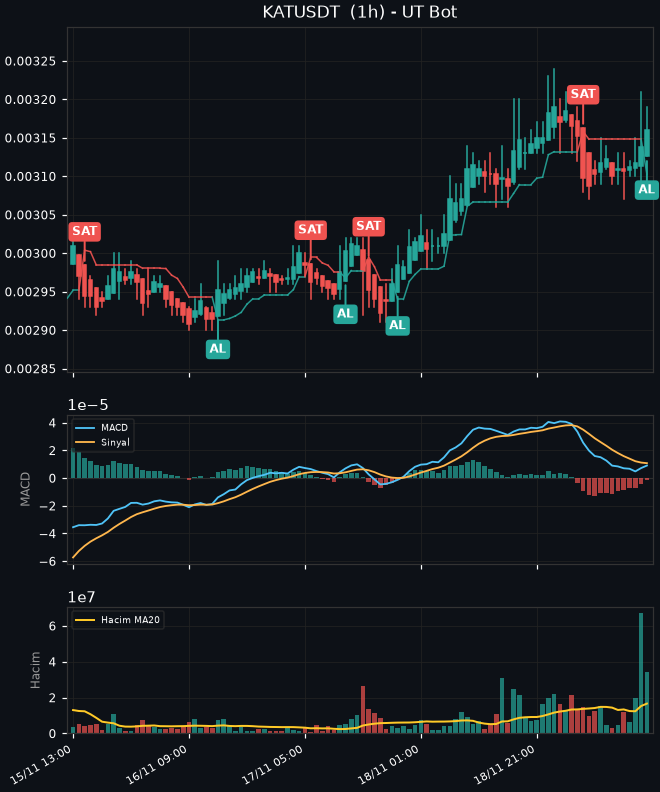 KATUSDT (1h) - UT Bot
0.00325
0.00320
SAT
0.00315
0.00310
AL
0.00305
SAT
SAT
SAT
0.00300
0.00295
AL
AL
0.00290
AL
0.00285
1e−5
4
MACD
Sinyal
2
0
−2
−4
−6
MACD
1e7
Hacim MA20
6
4
2
0
Hacim
15/11 13:00
16/11 09:00
17/11 05:00
18/11 01:00
18/11 21:00